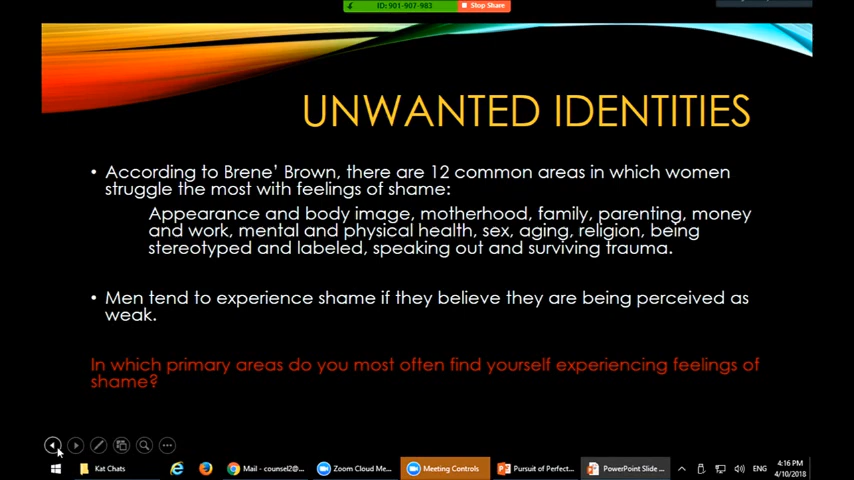 ID: 901-907-983
Stop Share
UNWANTED IDENTITIES
• According to Brene' Brown, there are 12 common areas in which women
struggle the most with feelings of shame:
Appearance and body image, motherhood, family, parenting, money
and work, mental and physical health, sex, aging, religion, being
stereotyped and labeled, speaking out and surviving trauma.
• Men tend to experience shame if they believe they are being perceived as
weak.
In which primary areas do you most often find yourself experiencing feelings of
shame?
Kat Chats
Mail - counsel2@...
Zoom Cloud Me...
Meeting Controls
Pursuit of Perfect...
PowerPoint Slide ...
ENG
4:16 PM
4/10/2018